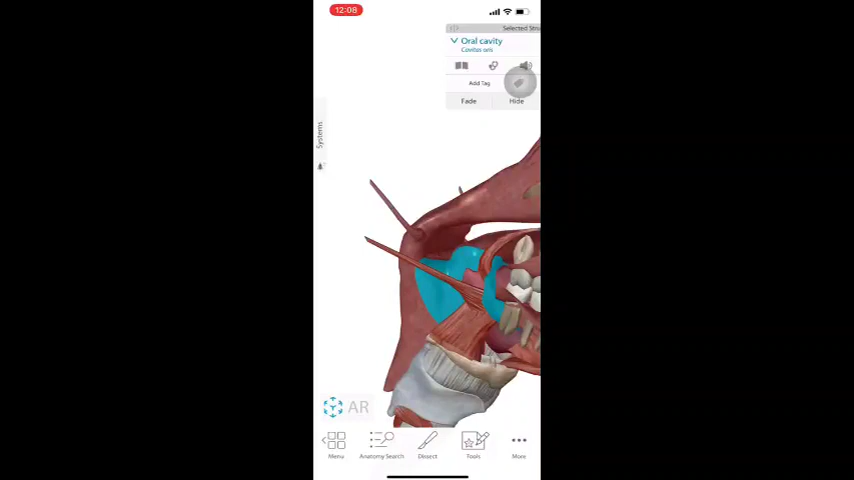 12:08
Selected Stru
Oral cavity
Cavitas oris
Add Tag
Fade
Hide
Systems
AR
Menu
Anatomy Search
Dissect
Tools
More